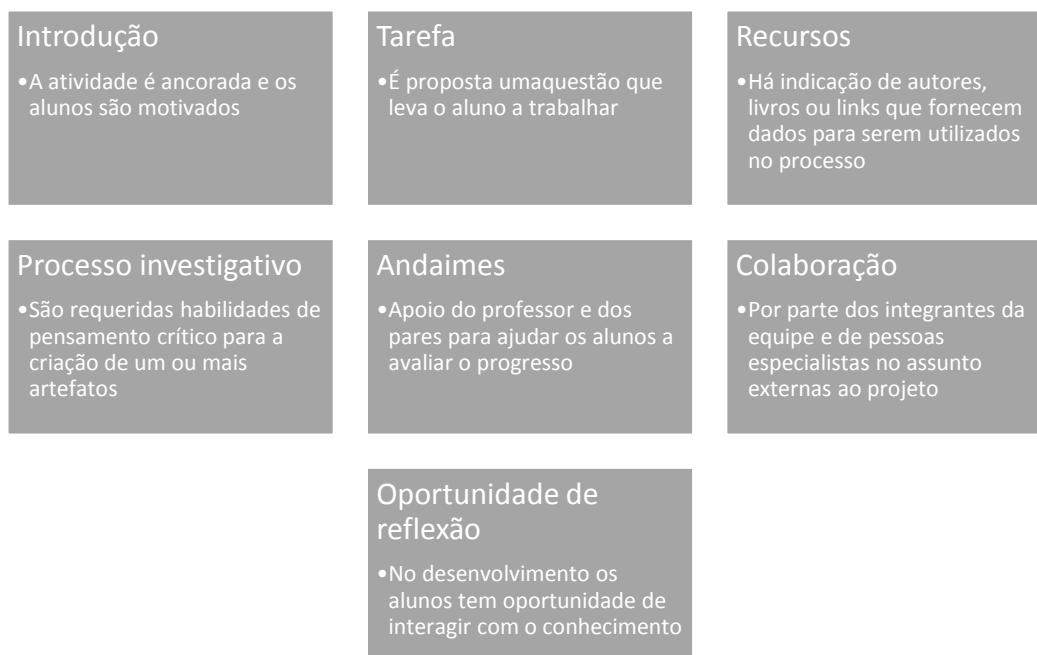 Introdução
•A atividade é ancorada e os
alunos são motivados
Tarefa
•É proposta umaquestão que
leva o aluno a trabalhar
Recursos
•Há indicação de autores,
livros ou links que fornecem
dados para serem utilizados
no processo
Processo investigativo
•São requeridas habilidades de
pensamento crítico para a
criação de um ou mais
artefatos
Andaimes
•Apoio do professor e dos
pares para ajudar os alunos a
avaliar o progresso
Colaboração
•Por parte dos integrantes da
equipe e de pessoas
especialistas no assunto
externas ao projeto
Oportunidade de
reflexão
•No desenvolvimento os
alunos tem oportunidade de
interagir com o conhecimento